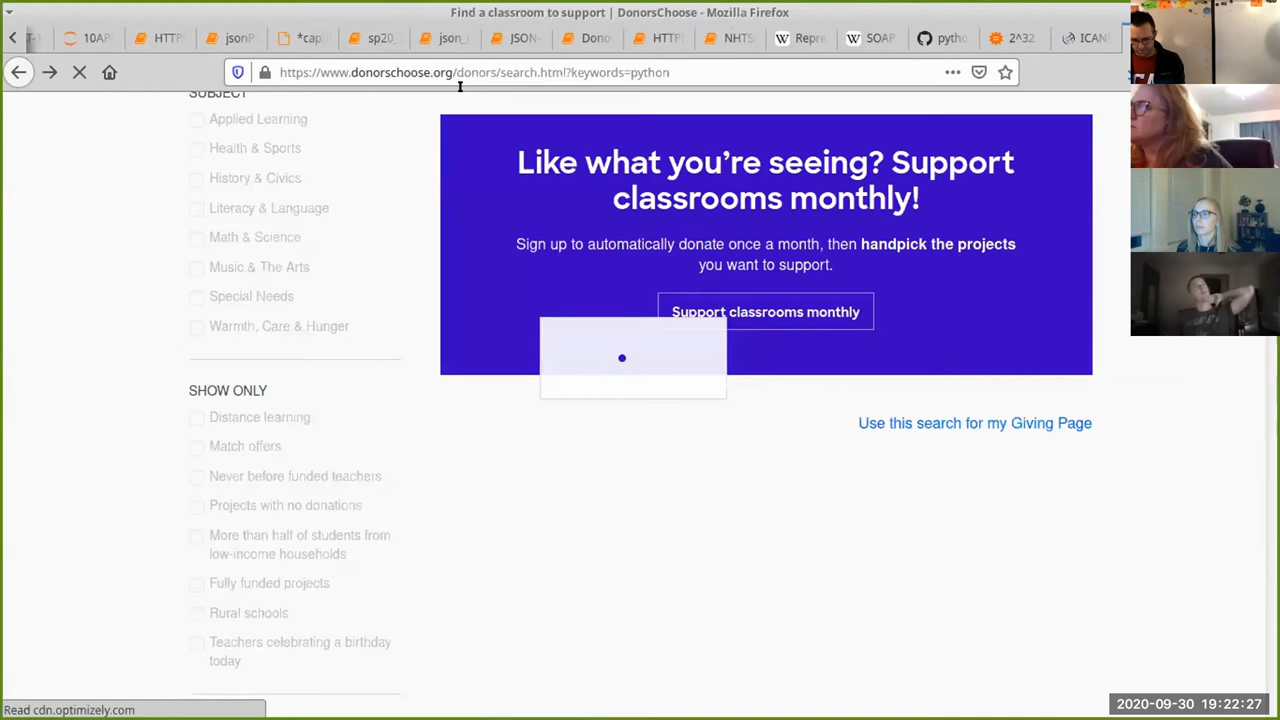 Find a classroom to support | DonorsChoose - Mozilla Firefox
10AP
HTTP
jsonP
*cap
sp20_
json_
JSON-
Dono
HTTP
NHTS
Repre
SOAP
pytho
2^32
ICAN
https://www.donorschoose.org/donors/search.html?keywords=python
SUBJECT
Applied Learning
Health & Sports
History & Civics
Literacy & Language
Math & Science
Music & The Arts
Special Needs
Warmth, Care & Hunger
SHOW ONLY
Distance learning
Match offers
Never before funded teachers
Projects with no donations
More than half of students from
low-income households
Fully funded projects
Rural schools
Teachers celebrating a birthday
today
Like what you’re seeing? Support
classrooms monthly!
Sign up to automatically donate once a month, then handpick the projects
you want to support.
Support classrooms monthly
Use this search for my Giving Page
Read cdn.optimizely.com
2020-09-30 19:22:27